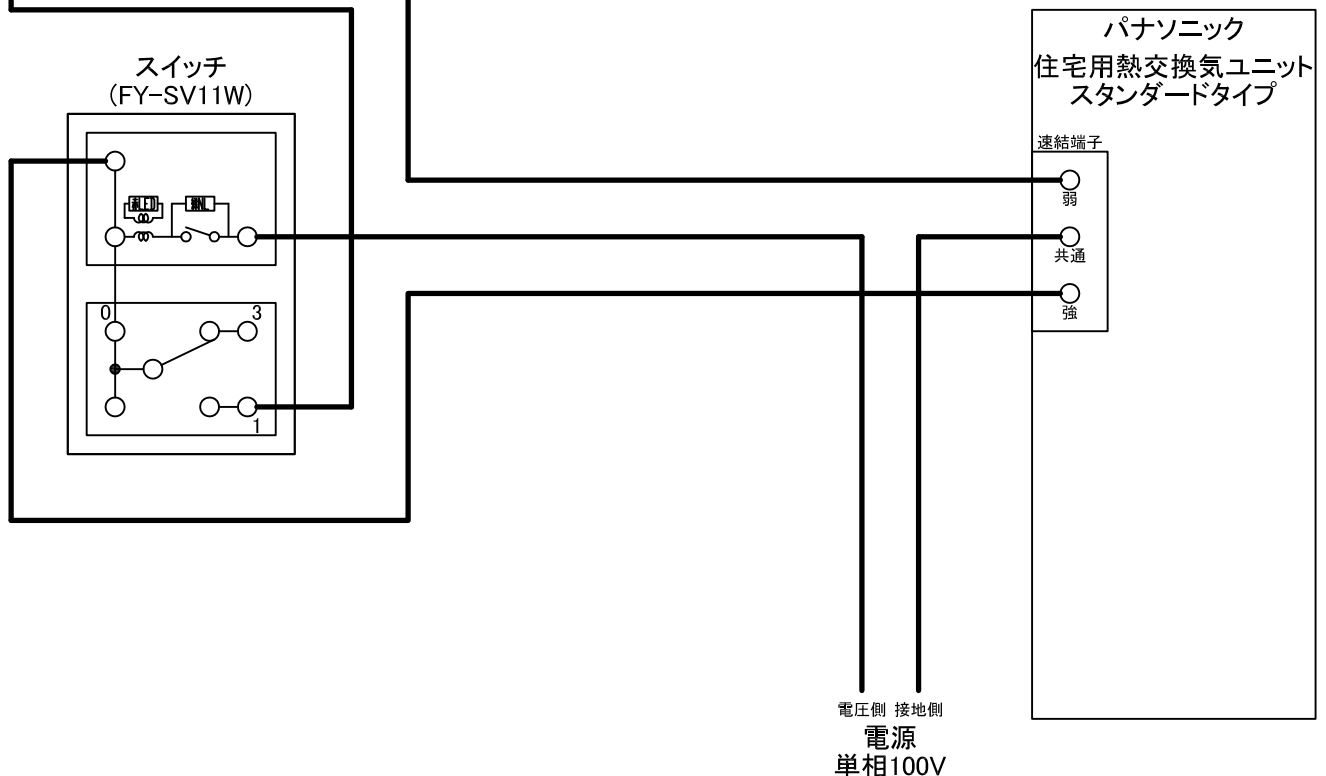 パナソニック
住宅用熱交換気ユニット
スタンダードタイプ
スイッチ
(FY-SV11W)
速結端子
弱
共通
強
0
3
1
電圧側 接地側
電源
単相100V